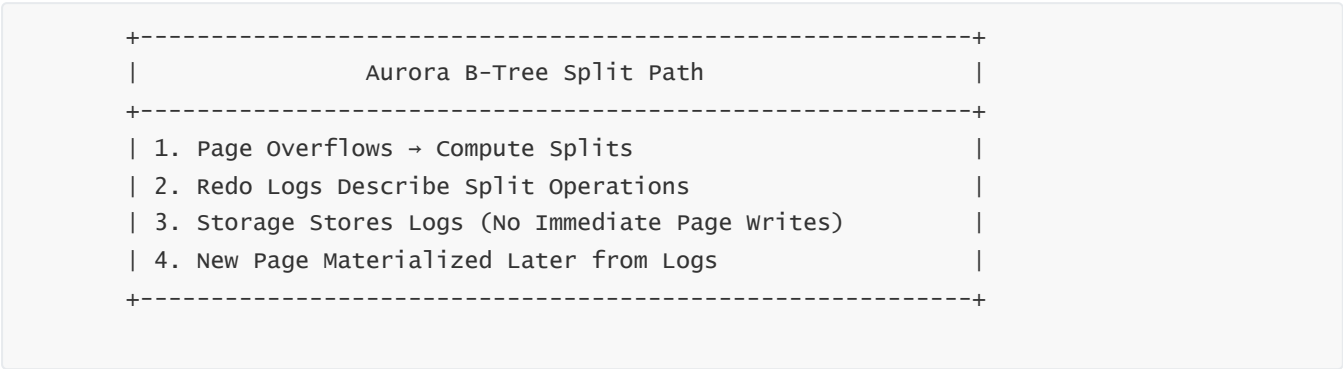 +-----------------------------------------------------------+
|                Aurora B-Tree Split Path                   |
+-----------------------------------------------------------+
| 1. Page Overflows → Compute Splits                        |
| 2. Redo Logs Describe Split Operations                    |
| 3. Storage Stores Logs (No Immediate Page Writes)         |
| 4. New Page Materialized Later from Logs                  |
+-----------------------------------------------------------+